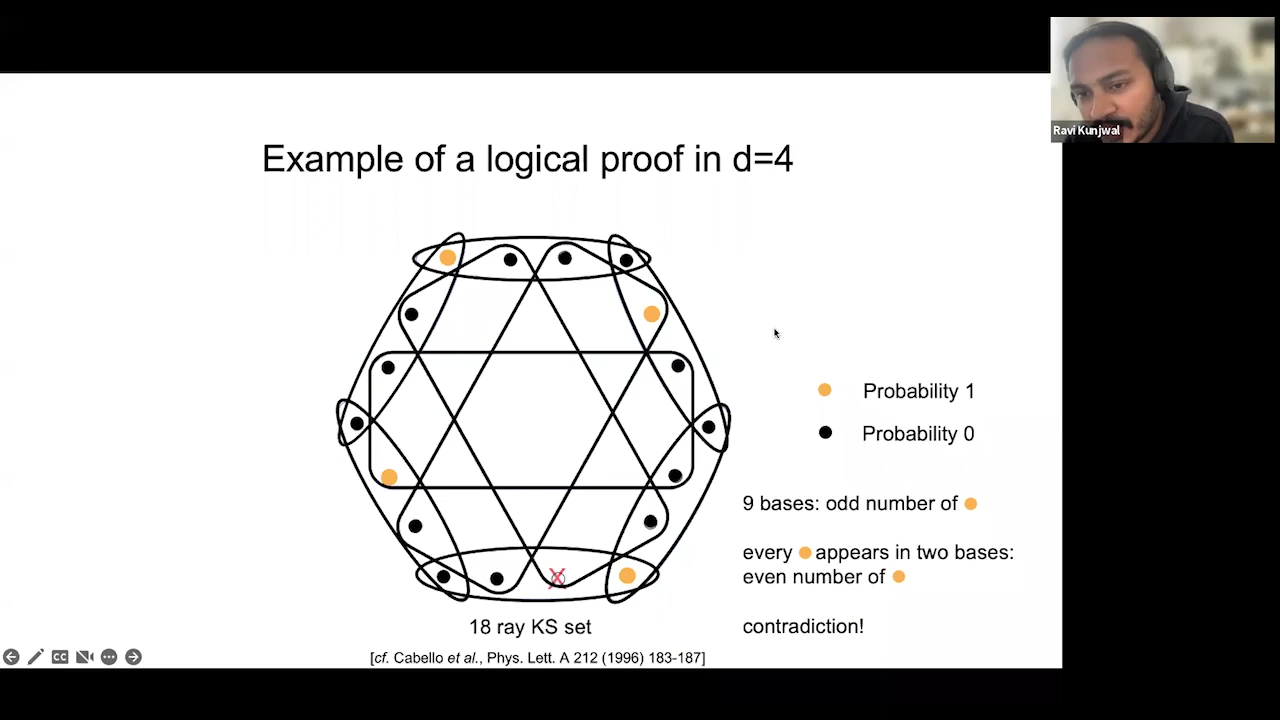 Ravi Kunjwal
Example of a logical proof in d=4
Probability 1
Probability 0
9 bases: odd number of
every appears in two bases:
even number of
contradiction!
X
18 ray KS set
[cf. Cabello et al., Phys. Lett. A 212 (1996) 183-187]
CC